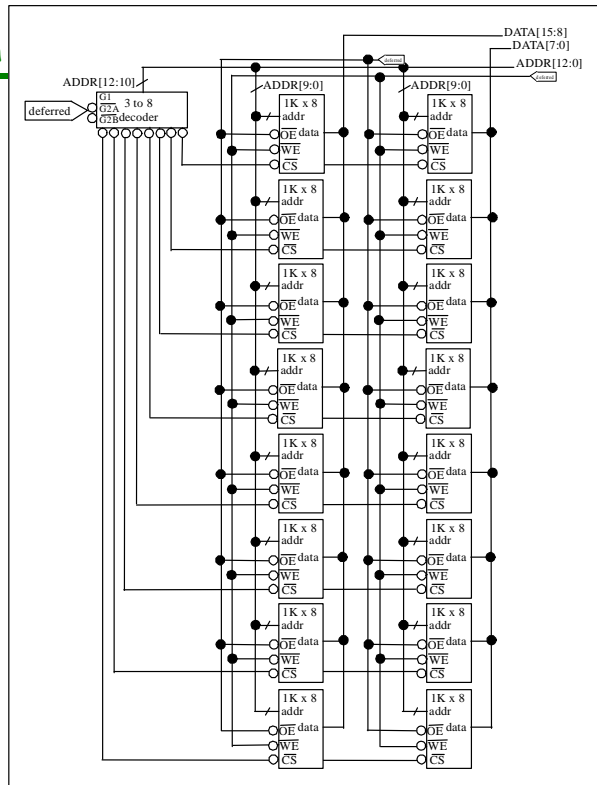 DATA[15:8]
DATA[7:0]
deferred
ADDR[12:0]
deferred
ADDR[12:10]
ADDR[9:0]
ADDR[9:0]
deferred
G1
G2A
G2B
3 to 8
decoder
1K x 8
addr
OE data
WE
CS
1K x 8
addr
OE data
WE
CS
1K x 8
addr
OE data
WE
CS
1K x 8
addr
OE data
WE
CS
1K x 8
addr
OE data
WE
CS
1K x 8
addr
OE data
WE
CS
1K x 8
addr
OE data
WE
CS
1K x 8
addr
OE data
WE
CS
1K x 8
addr
OE data
WE
CS
1K x 8
addr
OE data
WE
CS
1K x 8
addr
OE data
WE
CS
1K x 8
addr
OE data
WE
CS
1K x 8
addr
OE data
WE
CS
1K x 8
addr
OE data
WE
CS
1K x 8
addr
OE data
WE
CS
1K x 8
addr
OE data
WE
CS